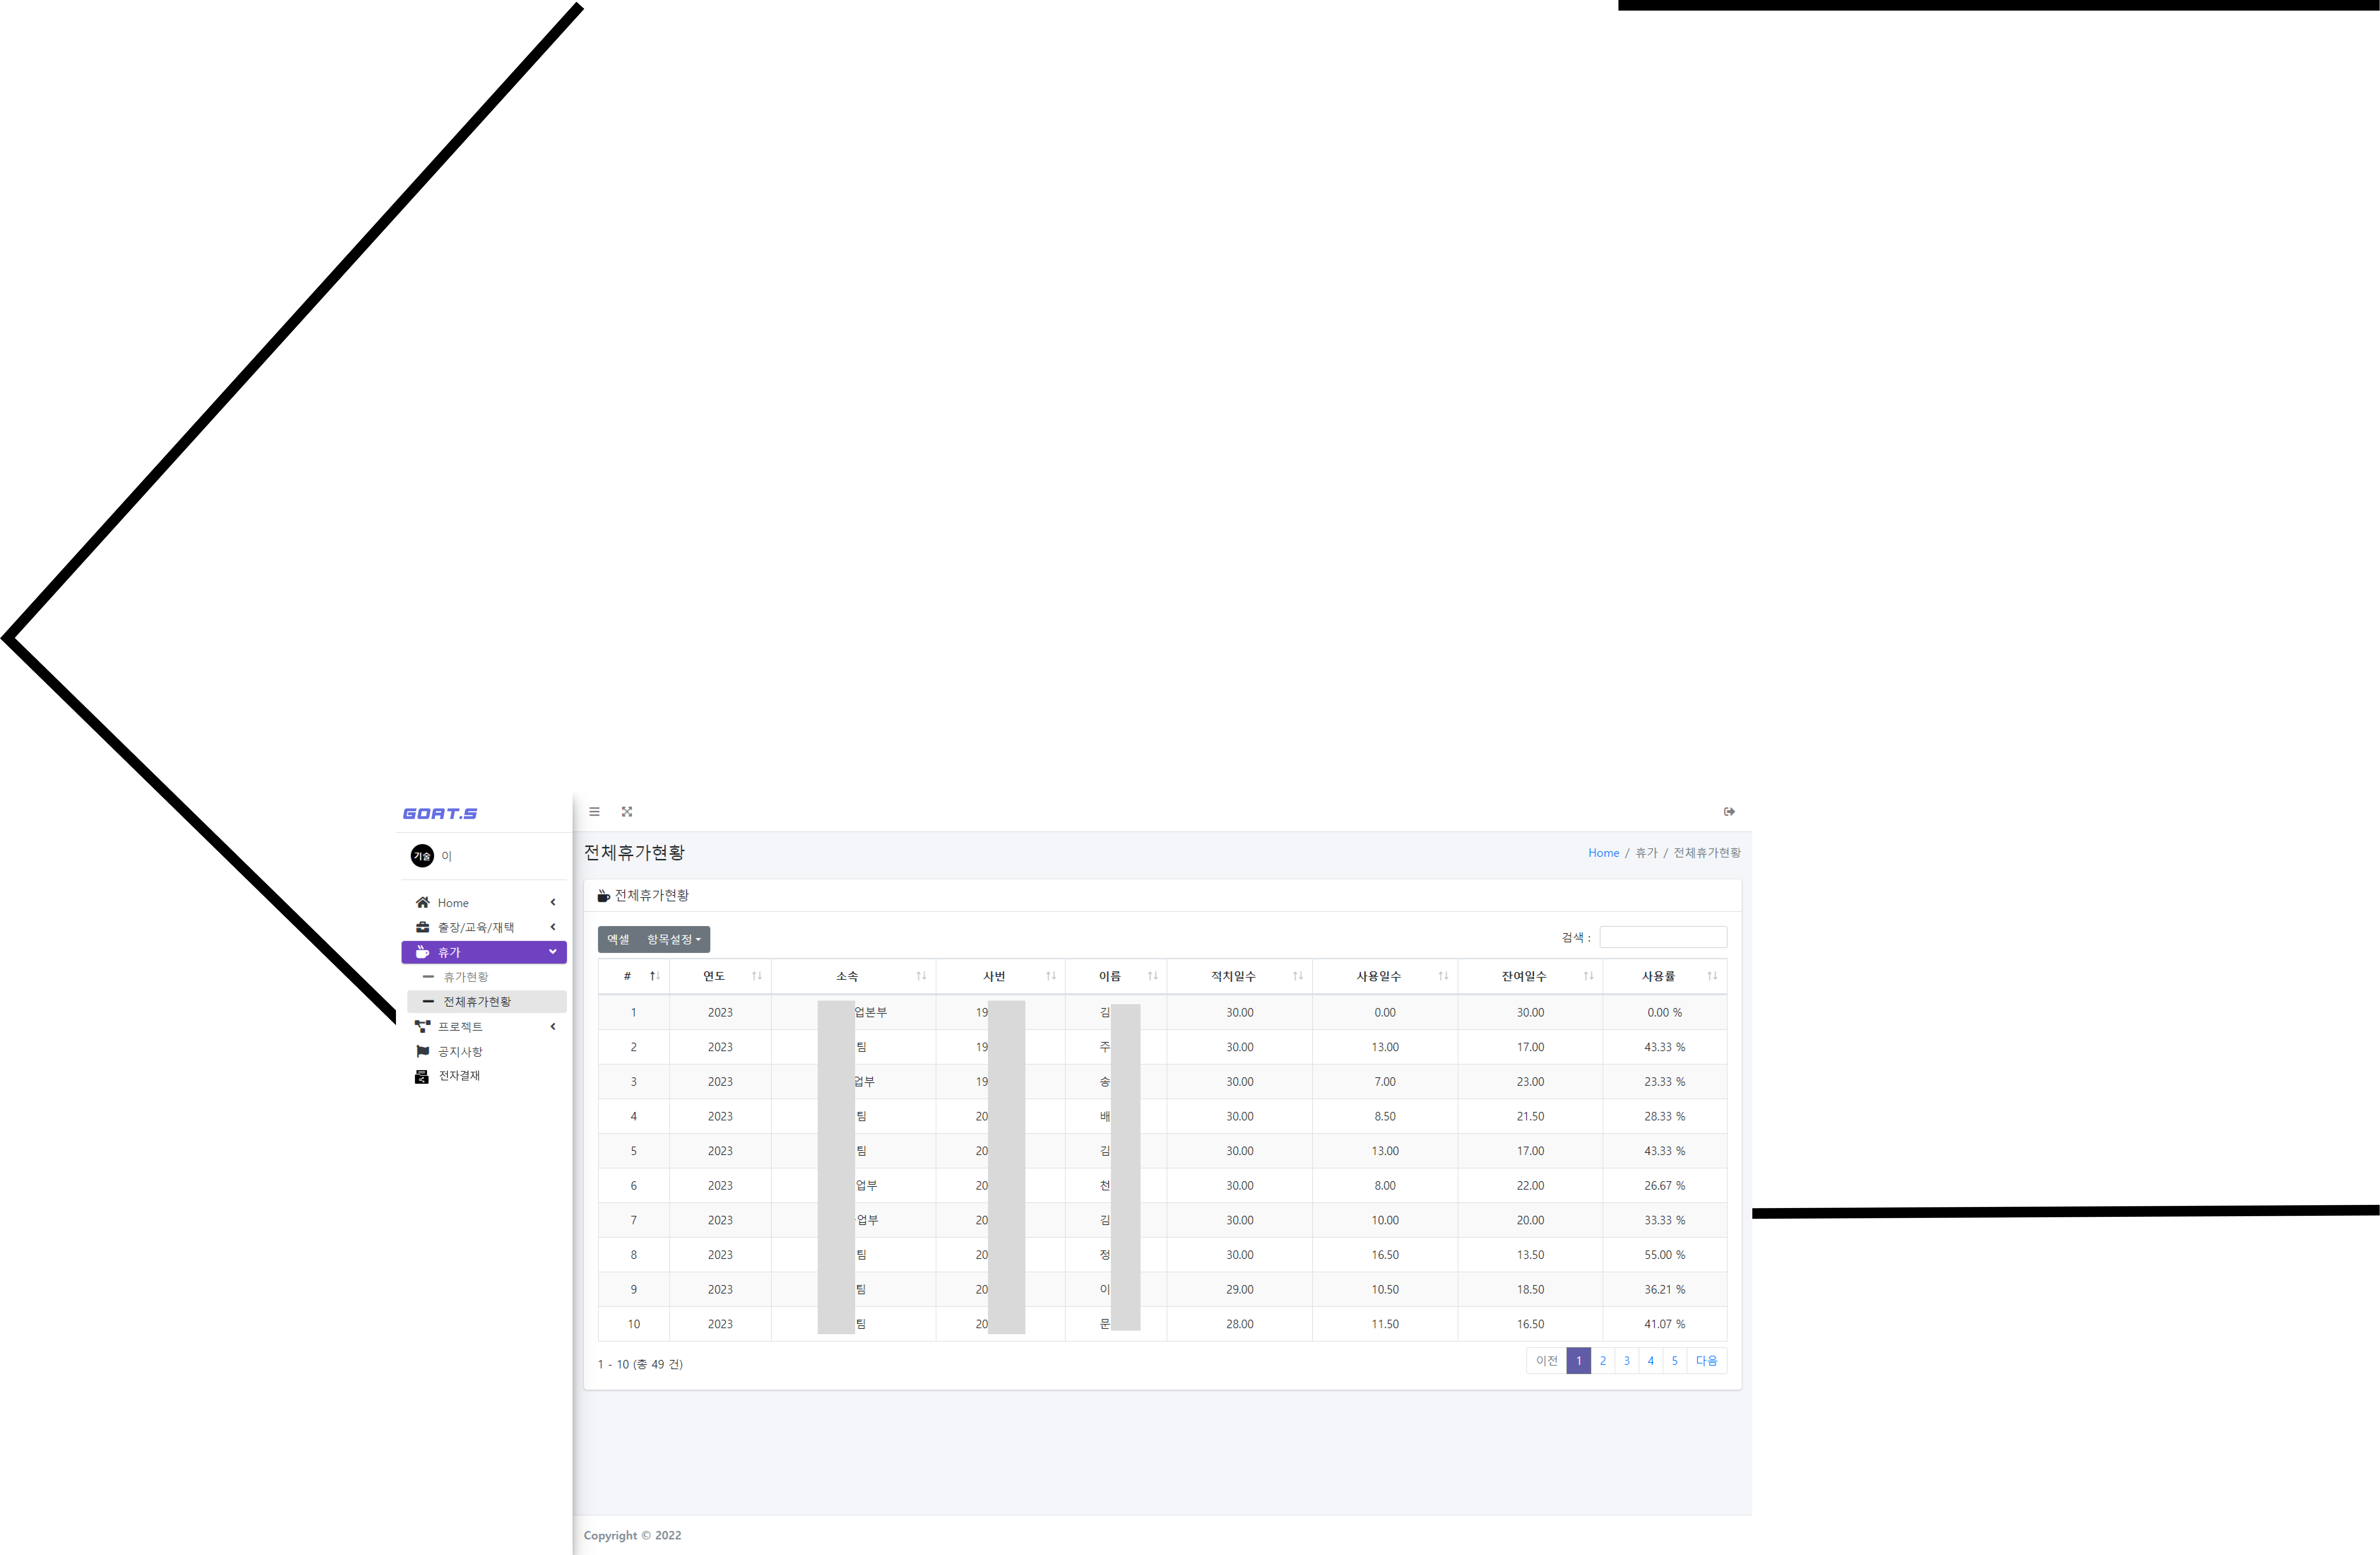 GOAT.S
기술 이
Home
출장/교육/재택
휴가
휴가현황
전체휴가현황
프로젝트
공지사항
전자결재
전체휴가현황
Home / 휴가 / 전체휴가현황
전체휴가현황
엑셀 항목설정
검색 :
# 연도 소속 사번 이름 적치일수 사용일수 잔여일수 사용률
1 2023 업본부 19 김 30.00 0.00 30.00 0.00 %
2 2023 팀 19 주 30.00 13.00 17.00 43.33 %
3 2023 업부 19 송 30.00 7.00 23.00 23.33 %
4 2023 팀 20 배 30.00 8.50 21.50 28.33 %
5 2023 팀 20 김 30.00 13.00 17.00 43.33 %
6 2023 업부 20 천 30.00 8.00 22.00 26.67 %
7 2023 업부 20 김 30.00 10.00 20.00 33.33 %
8 2023 팀 20 정 30.00 16.50 13.50 55.00 %
9 2023 팀 20 이 29.00 10.50 18.50 36.21 %
10 2023 팀 20 문 28.00 11.50 16.50 41.07 %
1 - 10 (총 49 건)
이전 1 2 3 4 5 다음
Copyright © 2022